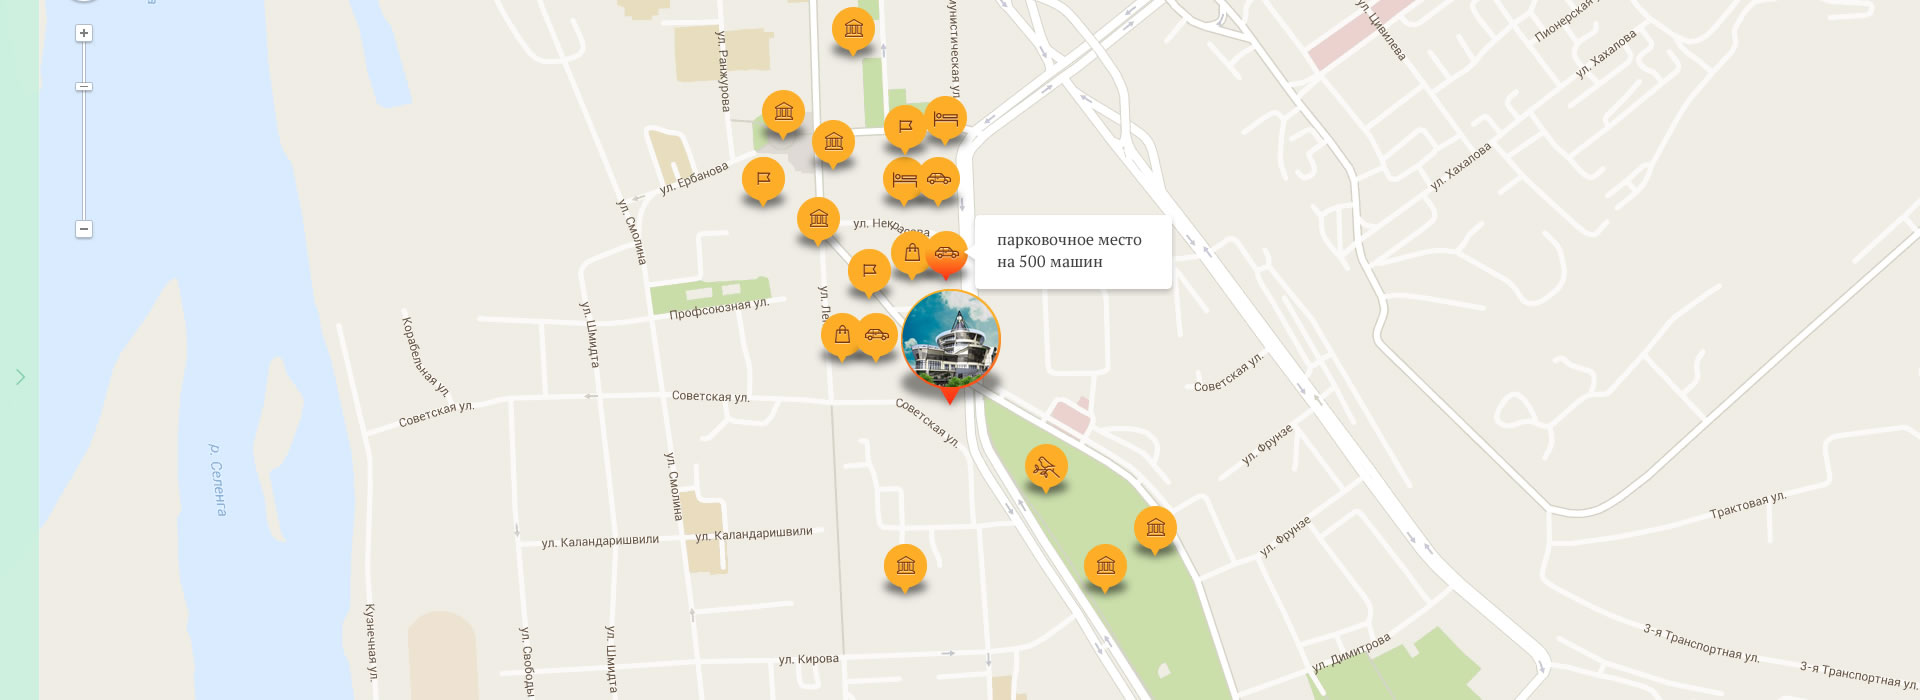 ул. Ранжурова
мунистическая ул.
ул. Цивилева
Пионерская
ул. Хахалова
ул. Хахалова
ул. Ербанова
ул. Смолина
ул. Некрасова
парковочное место
на 500 машин
Профсоюзная ул.
ул. Ле
ул. Шмидта
Корабельная ул.
Советская ул.
Советская ул.
Советская ул.
Советская ул.
ул. Фрунзе
р. Селенга
ул. Смолина
ул. Каландаришвили
ул. Каландаришвили
ул. Фрунзе
Трактовая ул.
Кузнечная ул.
ул. Свободы
ул. Шмидта
ул. Кирова
ул. Димитрова
3-я Транспортная ул.
3-я Транспортная ул.